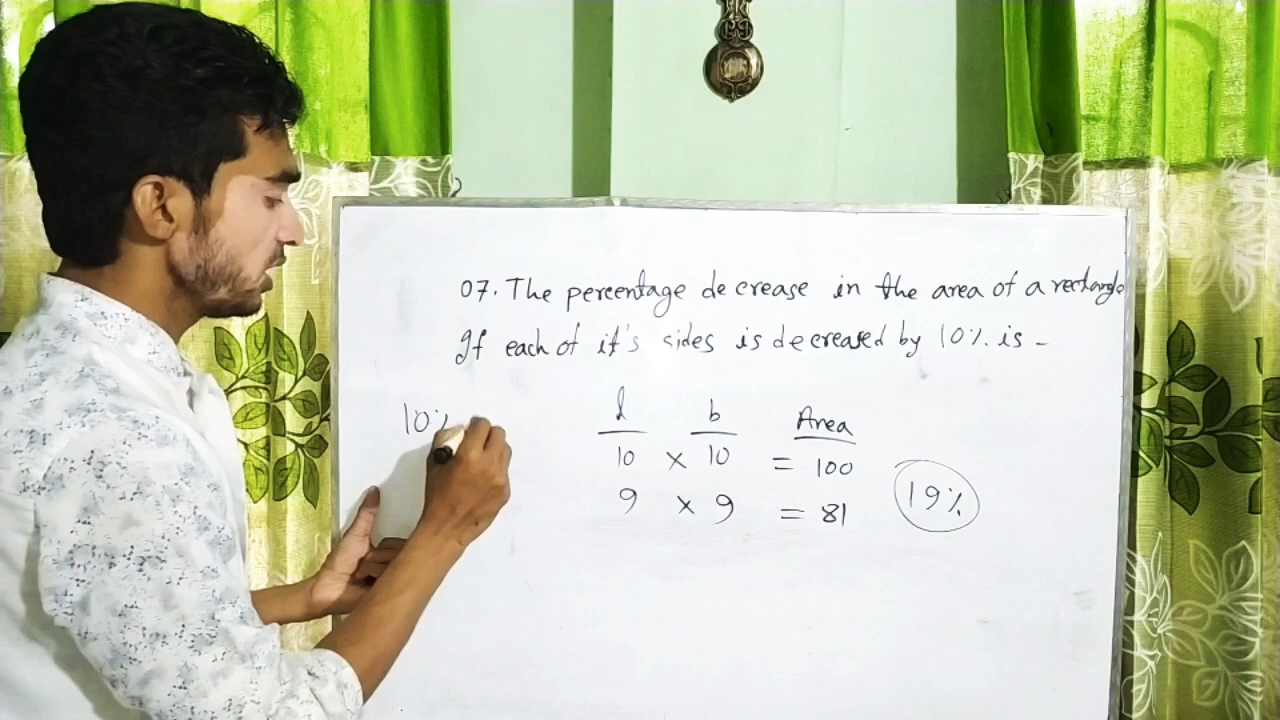 07. The percentage decrease in the area of a rectangle
If each of it's sides is decreased by 10% is -
l b Area
10% 10 × 10 = 100
9 × 9 = 81 19%